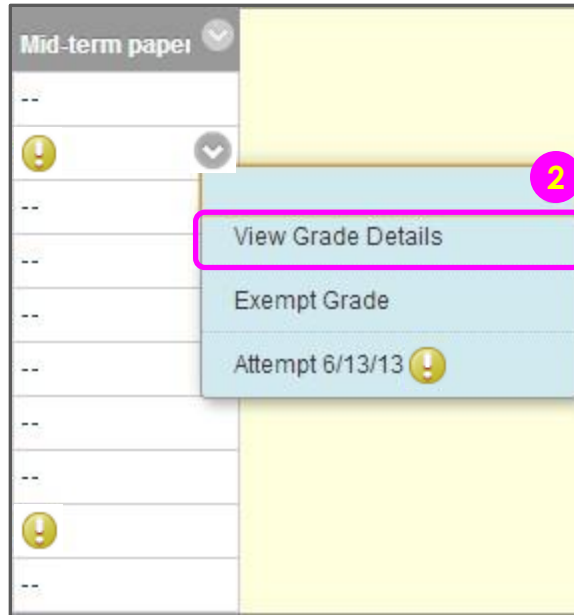 Mid-term paper
--
2
--
View Grade Details
--
--
Exempt Grade
--
Attempt 6/13/13
--
--
--